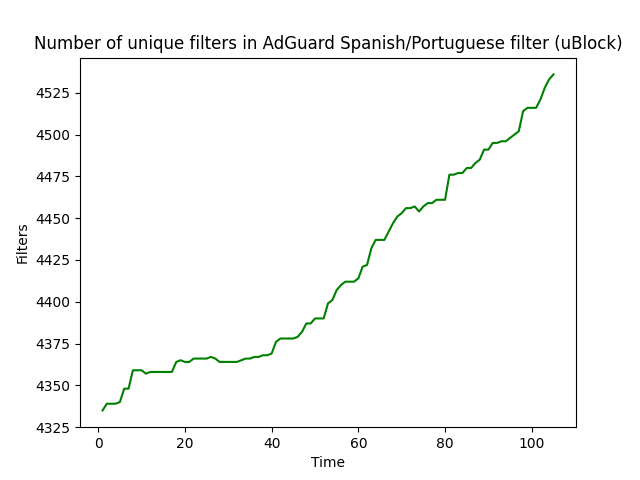 Number of unique filters in AdGuard Spanish/Portuguese filter (uBlock)
4525
4500
4475
4450
4425
4400
4375
4350
4325
Filters
0 20 40 60 80 100
Time